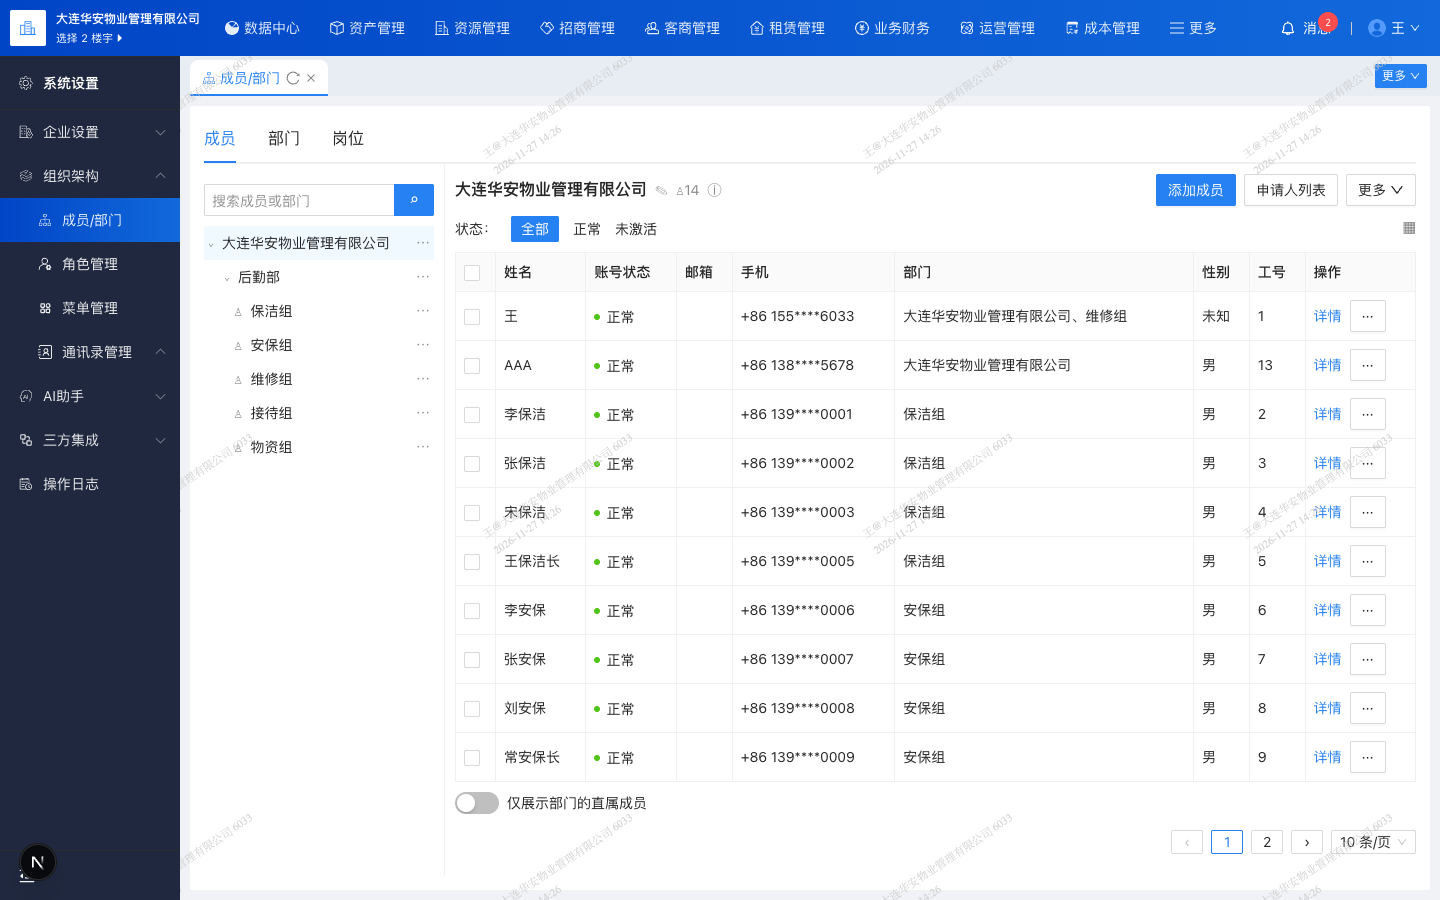 大连华安物业管理有限公司
选择 2 楼宇
数据中心
资产管理
资源管理
招商管理
客商管理
租赁管理
业务财务
运营管理
成本管理
更多
消息
2
王
系统设置
企业设置
组织架构
成员/部门
角色管理
菜单管理
通讯录管理
AI助手
三方集成
操作日志
成员/部门
更多
成员
部门
岗位
搜索成员或部门
大连华安物业管理有限公司
后勤部
保洁组
安保组
维修组
接待组
物资组
大连华安物业管理有限公司
14
添加成员
申请人列表
更多
状态：
全部
正常
未激活
姓名 账号状态 邮箱 手机 部门 性别 工号 操作
王 正常 +86 155****6033 大连华安物业管理有限公司、维修组 未知 1 详情 ...
AAA 正常 +86 138****5678 大连华安物业管理有限公司 男 13 详情 ...
李保洁 正常 +86 139****0001 保洁组 男 2 详情 ...
张保洁 正常 +86 139****0002 保洁组 男 3 详情 ...
宋保洁 正常 +86 139****0003 保洁组 男 4 详情 ...
王保洁长 正常 +86 139****0005 保洁组 男 5 详情 ...
李安保 正常 +86 139****0006 安保组 男 6 详情 ...
张安保 正常 +86 139****0007 安保组 男 7 详情 ...
刘安保 正常 +86 139****0008 安保组 男 8 详情 ...
常安保长 正常 +86 139****0009 安保组 男 9 详情 ...
仅展示部门的直属成员
1
2
10 条/页
N
王@大连华安物业管理有限公司 6033
2026-11-27 14:26